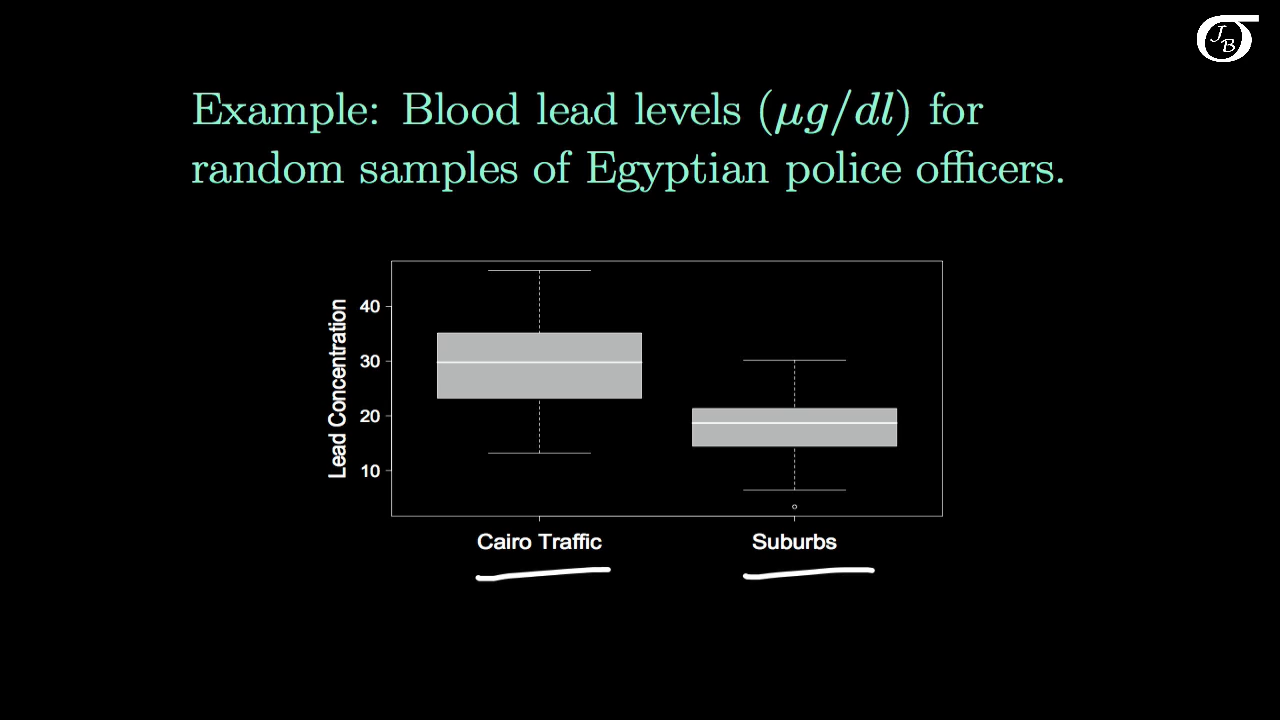 JB
Example: Blood lead levels (μg/dl) for
random samples of Egyptian police officers.
Lead Concentration
40
30
20
10
Cairo Traffic
Suburbs